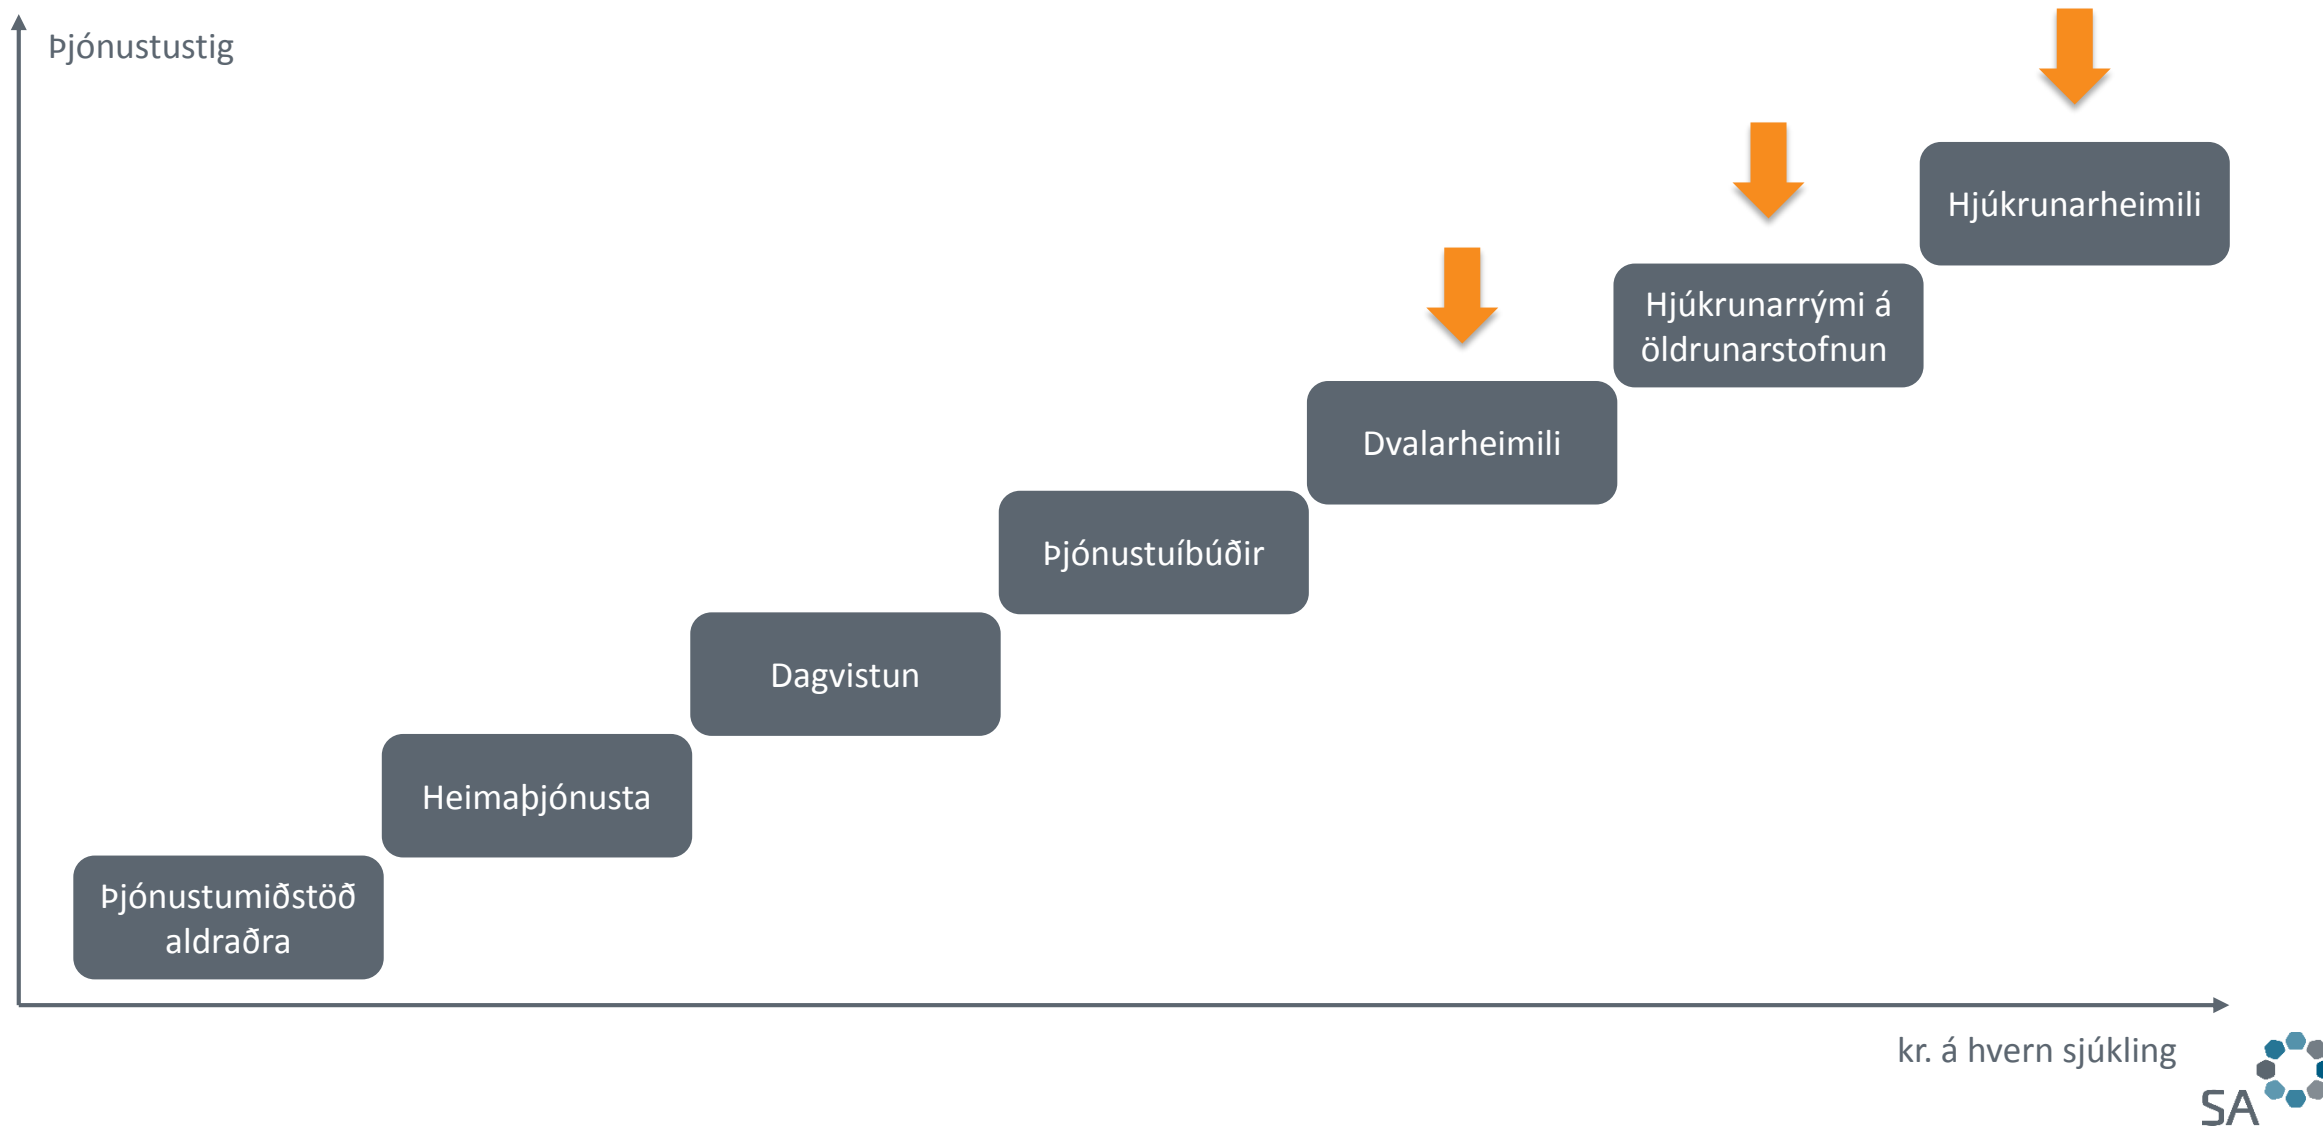 Þjónustustig
Hjúkrunarheimili
Hjúkrunarrými á
öldrunarstofnun
Dvalarheimili
Þjónustuíbúðir
Dagvistun
Heimaþjónusta
Þjónustumiðstöð
aldraðra
kr. á hvern sjúkling
SA